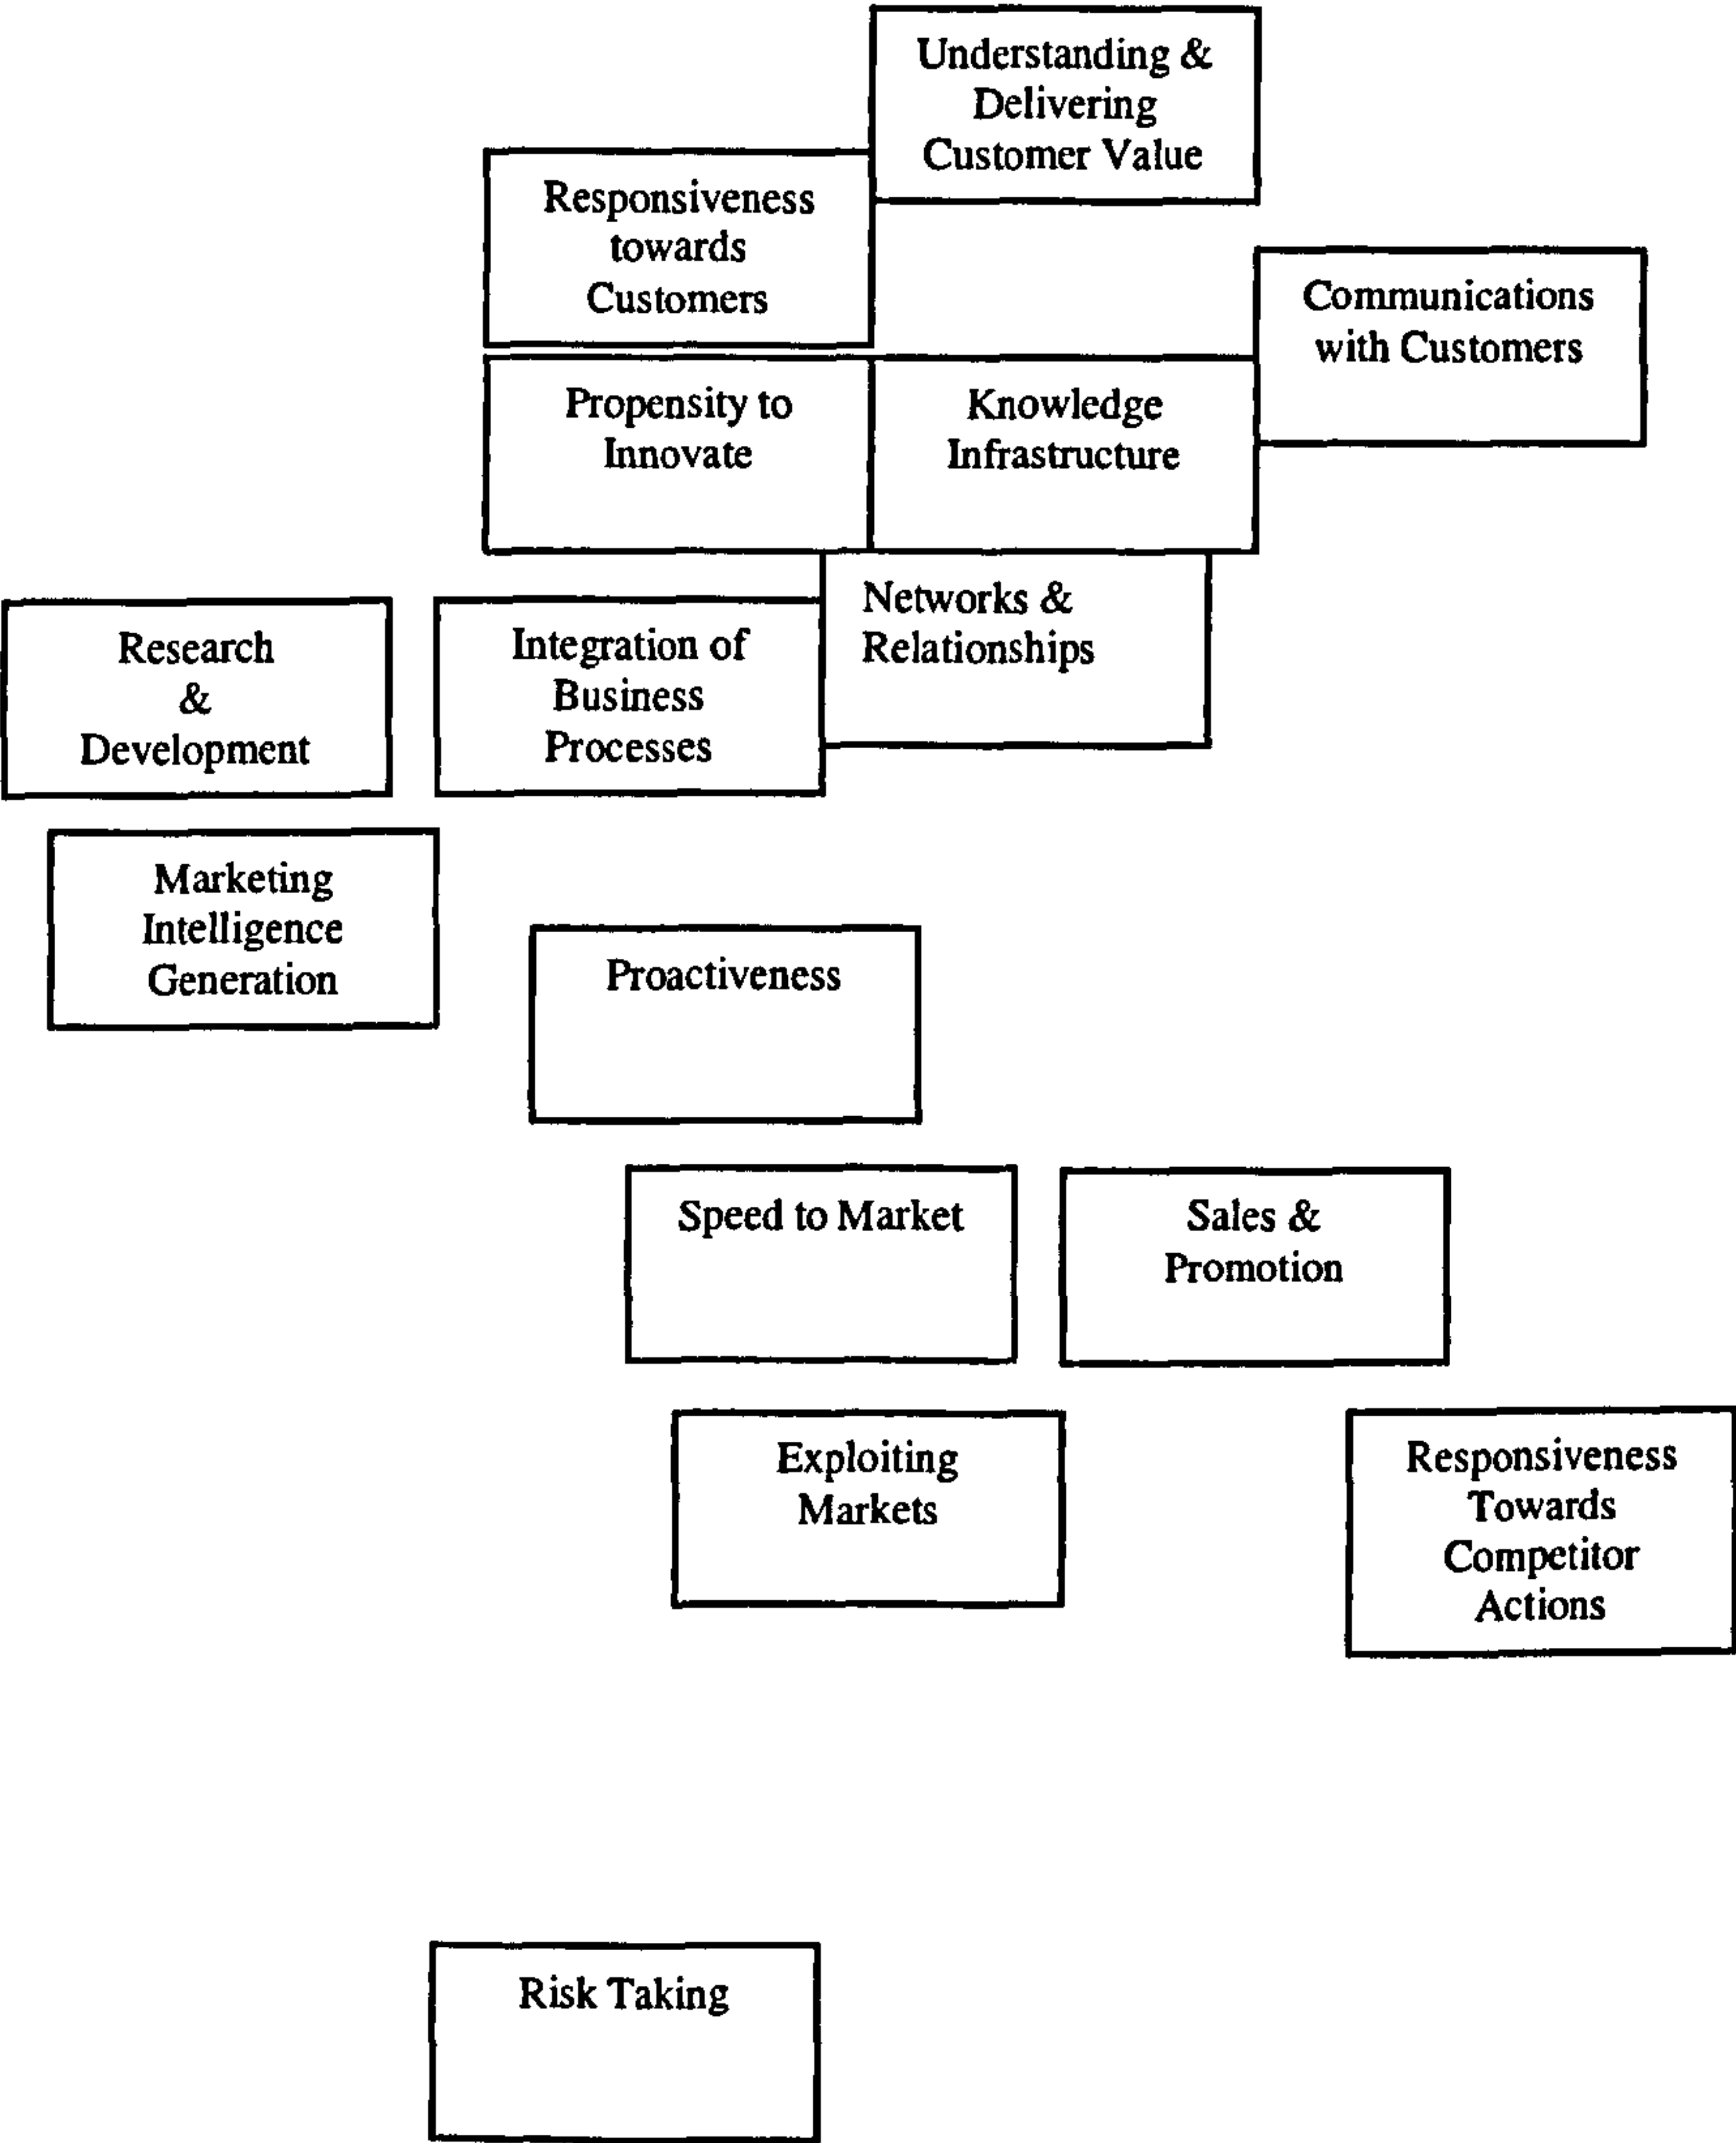 Understanding &
Delivering
Customer Value
Responsiveness
towards
Customers
Communications
with Customers
Propensity to
Innovate
Knowledge
Infrastructure
Networks &
Relationships
Research
&
Development
Integration of
Business
Processes
Marketing
Intelligence
Generation
Proactiveness
Speed to Market
Sales &
Promotion
Exploiting
Markets
Responsiveness
Towards
Competitor
Actions
Risk Taking